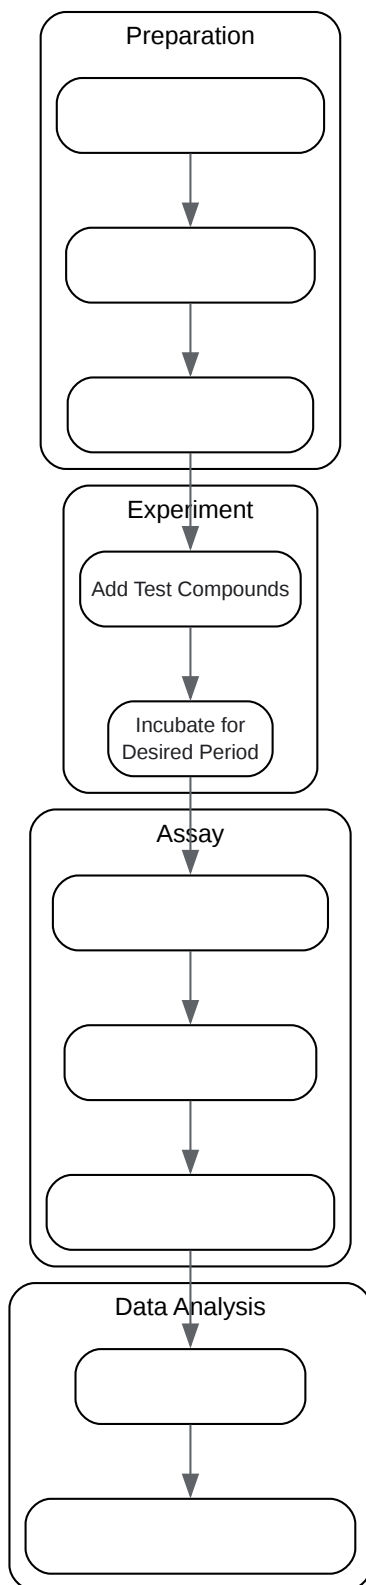 Preparation
Experiment
Add Test Compounds
Incubate for
Desired Period
Assay
Data Analysis